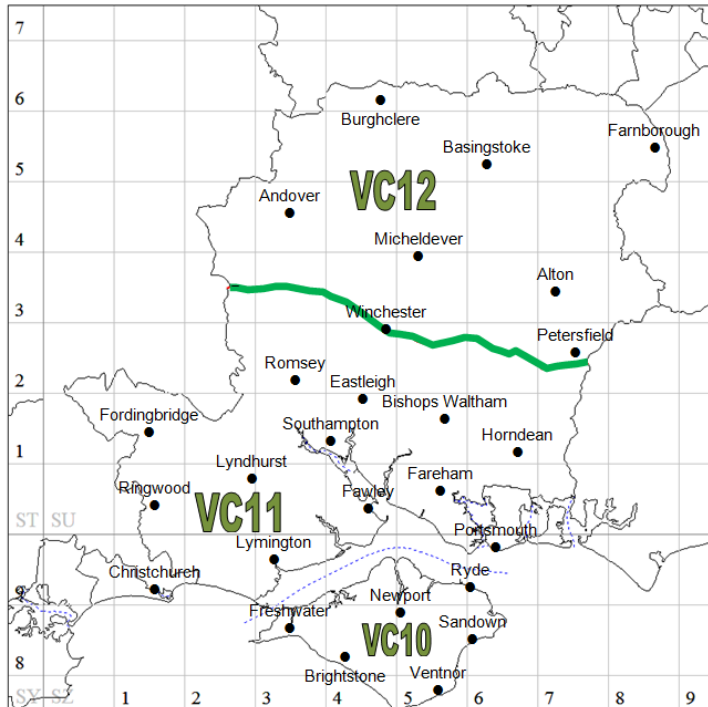 7
6
Burghclere
Farnborough
Basingstoke
5
Andover
VC12
Micheldever
4
Alton
Winchester
3
Petersfield
Romsey
2
Eastleigh
Bishops Waltham
Fordingbridge
Southampton
Horndean
1
Lyndhurst
Fareham
Ringwood
Fawley
VC11
ST SU
Portsmouth
Lymington
Christchurch
Ryde
9
Newport
Freshwater
Sandown
VC10
8
Brightstone
Ventnor
SY SZ 1 2 3 4 5 6 7 8 9